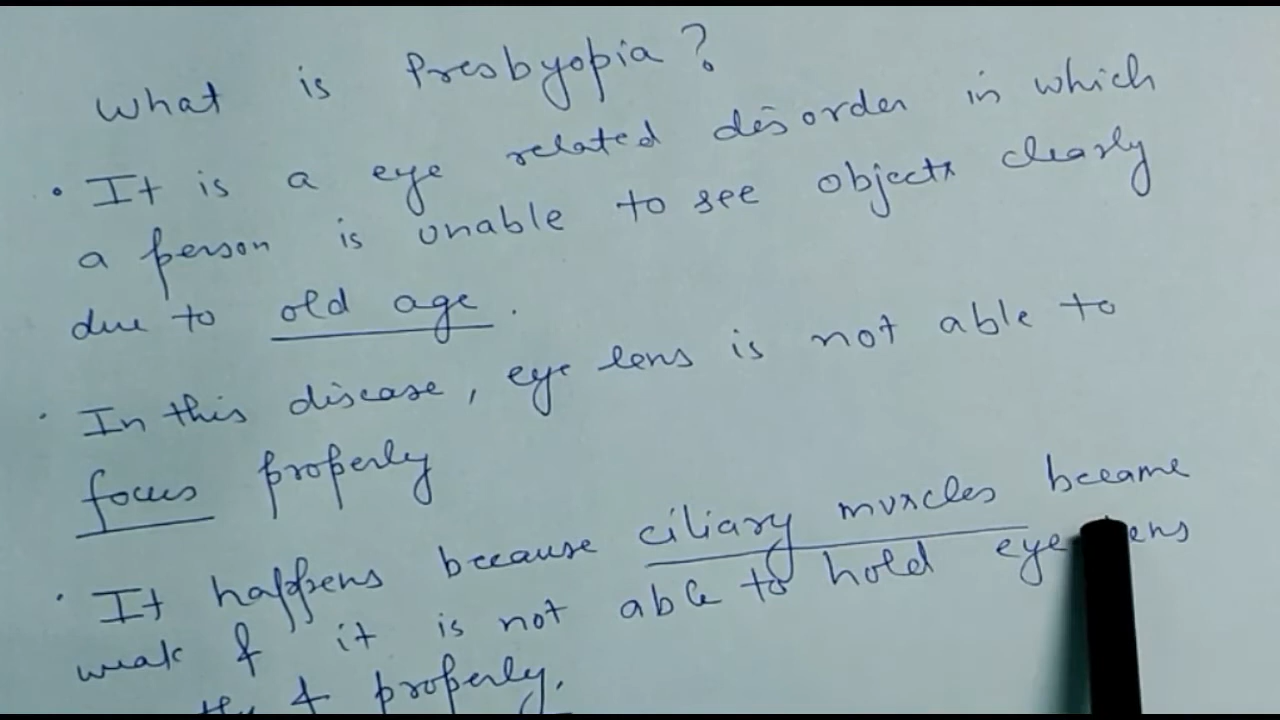 What is Presbyopia?
• It is a eye related disorder in which
a person is unable to see objects clearly
due to old age.
• In this disease, eye lens is not able to
focus properly
• It happens because ciliary muscles became
weak & it is not able to hold eye lens
& properly.